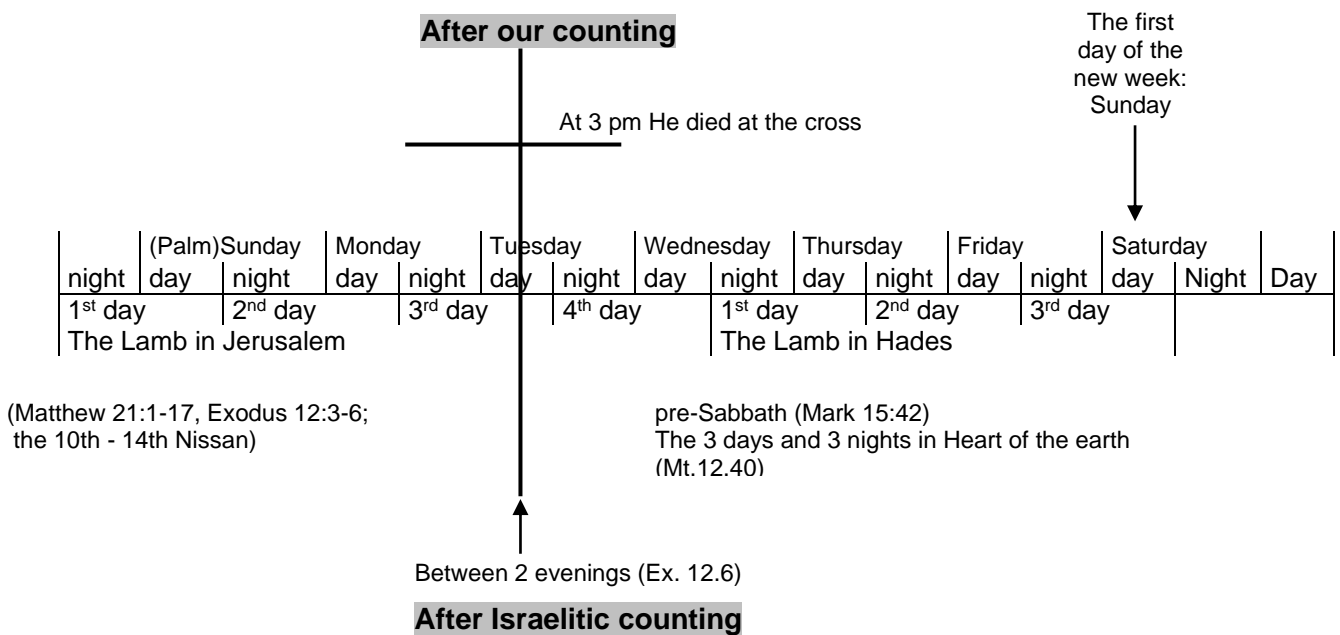 After our counting
The first
day of the
new week:
Sunday
At 3 pm He died at the cross
(Palm)Sunday Monday Tuesday Wednesday Thursday Friday Saturday
night day night day night day night day night day night day night day Night Day
1st day 2nd day 3rd day 4th day 1st day 2nd day 3rd day
The Lamb in Jerusalem The Lamb in Hades
(Matthew 21:1-17, Exodus 12:3-6;
the 10th - 14th Nissan)
pre-Sabbath (Mark 15:42)
The 3 days and 3 nights in Heart of the earth
(Mt.12.40)
Between 2 evenings (Ex. 12.6)
After Israelitic counting